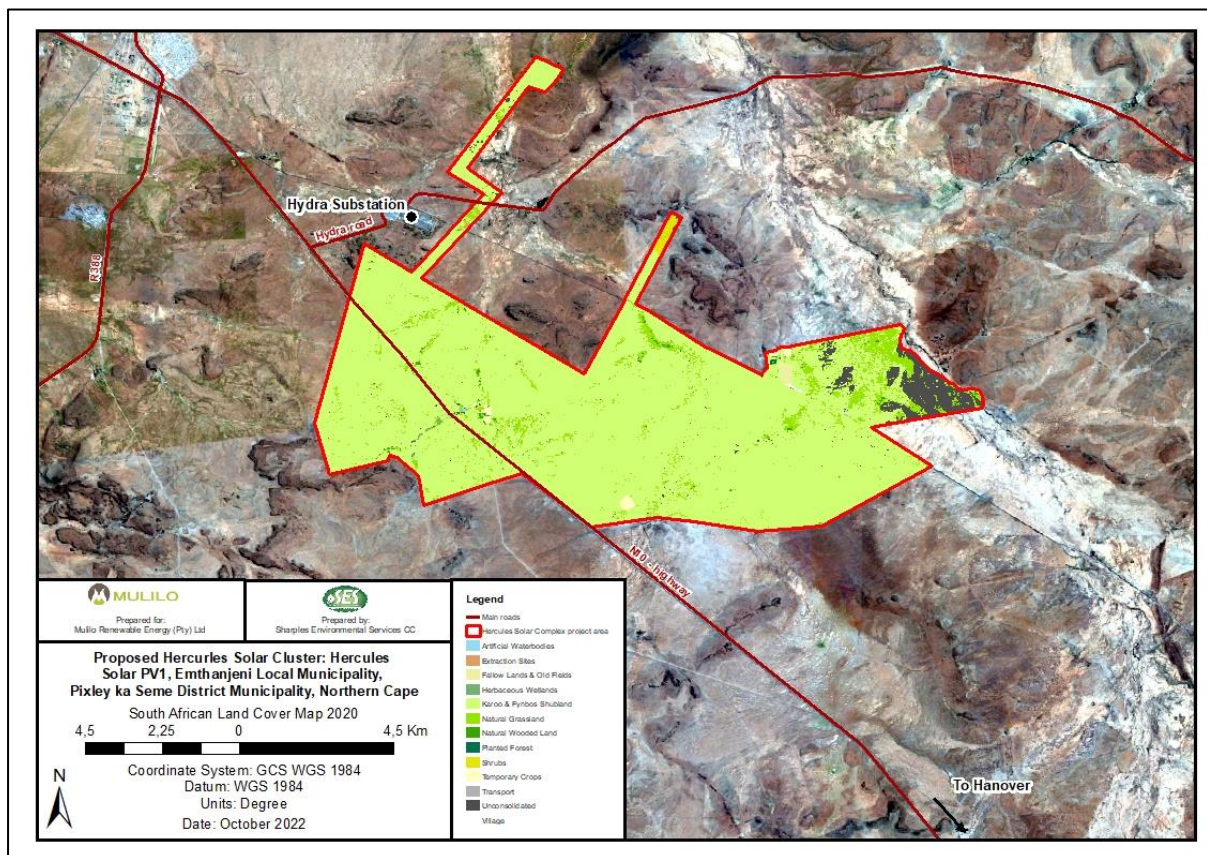 R388
Hydra Substation
Hydra road
N10 - highway
To Hanover
MULILO
Prepared for:
Mulilo Renewable Energy (Pty) Ltd
SES
Prepared by:
Sharples Environmental Services CC
Proposed Hercurles Solar Cluster: Hercules
Solar PV1, Emthanjeni Local Municipality,
Pixley ka Seme District Municipality, Northern Cape
South African Land Cover Map 2020
4,5 2,25 0 4,5 Km
Coordinate System: GCS WGS 1984
Datum: WGS 1984
Units: Degree
Date: October 2022
N
Legend
Main roads
Hercules Solar Complex project area
Artificial Waterbodies
Extraction Sites
Fallow Lands & Old Fields
Herbaceous Wetlands
Karoo & Fynbos Shubland
Natural Grassland
Natural Wooded Land
Planted Forest
Shrubs
Temporary Crops
Transport
Unconsolidated
Village